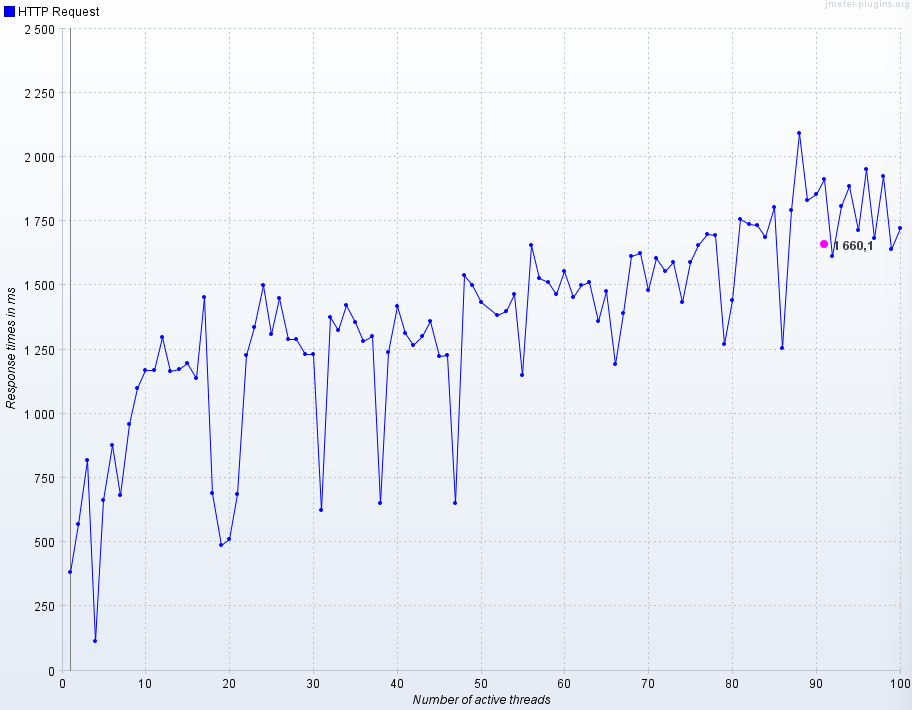 jmeter-plugins.org
HTTP Request
2 500
2 250
2 000
1 750
1 500
1 250
1 000
750
500
250
0
Response times in ms
1 660,1
0 10 20 30 40 50 60 70 80 90 100
Number of active threads